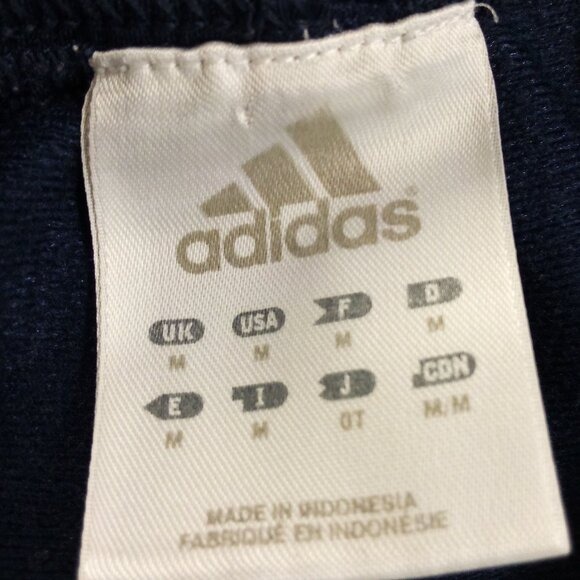 adidas®
UK USA F D
M M M M
E I J CDN
M M OT M/M
MADE IN INDONESIA
FABRIQUÉ EN INDONÉSIE